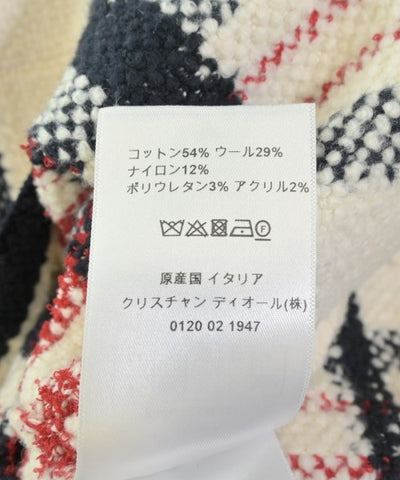 コットン54% ウール29%
ナイロン12%
ポリウレタン3% アクリル2%
原産国 イタリア
クリスチャン ディオール(株)
0120 02 1947